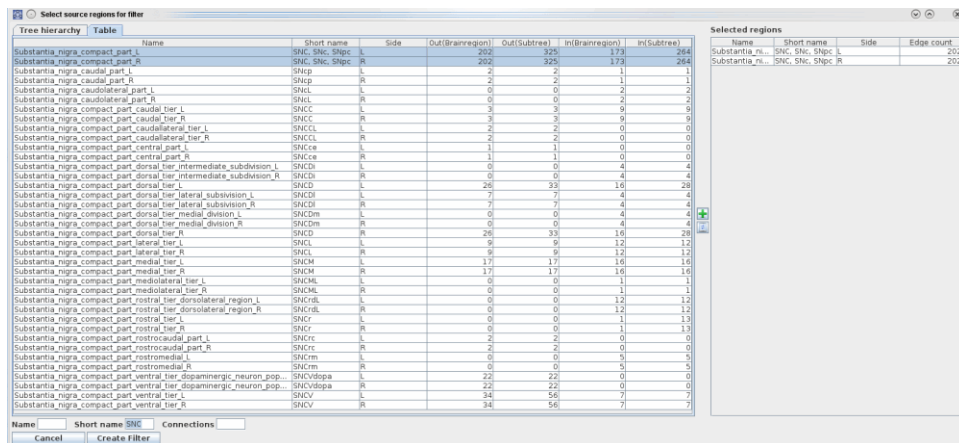 Select source regions for filter
Tree hierarchy Table
Name Short name Side Out(Brainregion) Out(Subtree) In(Brainregion) In(Subtree)
Substantia_nigra_compact_part_L SNC, SNc, SNpc L 202 325 173 264
Substantia_nigra_compact_part_R SNC, SNc, SNpc R 202 325 173 264
Substantia_nigra_caudal_part_L SNcp L 2 2 1 1
Substantia_nigra_caudal_part_R SNcp R 2 2 1 1
Substantia_nigra_caudolateral_part_L SNcL L 0 0 2 2
Substantia_nigra_caudolateral_part_R SNcL R 0 0 2 2
Substantia_nigra_compact_part_caudal_tier_L SNCC L 3 3 9 9
Substantia_nigra_compact_part_caudal_tier_R SNCC R 3 3 9 9
Substantia_nigra_compact_part_caudallateral_tier_L SNCCL L 2 2 0 0
Substantia_nigra_compact_part_caudallateral_tier_R SNCCL R 2 2 0 0
Substantia_nigra_compact_part_central_part_L SNCce L 1 1 0 0
Substantia_nigra_compact_part_central_part_R SNCce R 1 1 0 0
Substantia_nigra_compact_part_dorsal_tier_intermediate_subdivision_L SNCDi L 0 0 4 4
Substantia_nigra_compact_part_dorsal_tier_intermediate_subdivision_R SNCDi R 0 0 4 4
Substantia_nigra_compact_part_dorsal_tier_L SNCD L 26 33 16 28
Substantia_nigra_compact_part_dorsal_tier_lateral_subsivision_L SNCDl L 7 7 4 4
Substantia_nigra_compact_part_dorsal_tier_lateral_subsivision_R SNCDl R 7 7 4 4
Substantia_nigra_compact_part_dorsal_tier_medial_division_L SNCDm L 0 0 4 4
Substantia_nigra_compact_part_dorsal_tier_medial_division_R SNCDm R 0 0 4 4
Substantia_nigra_compact_part_dorsal_tier_R SNCD R 26 33 16 28
Substantia_nigra_compact_part_lateral_tier_L SNCL L 9 9 12 12
Substantia_nigra_compact_part_lateral_tier_R SNCL R 9 9 12 12
Substantia_nigra_compact_part_medial_tier_L SNCM L 17 17 16 16
Substantia_nigra_compact_part_medial_tier_R SNCM R 17 17 16 16
Substantia_nigra_compact_part_mediolateral_tier_L SNCML L 0 0 1 1
Substantia_nigra_compact_part_mediolateral_tier_R SNCML R 0 0 1 1
Substantia_nigra_compact_part_rostral_tier_dorsolateral_region_L SNCrdL L 0 0 12 12
Substantia_nigra_compact_part_rostral_tier_dorsolateral_region_R SNCrdL R 0 0 12 12
Substantia_nigra_compact_part_rostral_tier_L SNCr L 0 0 1 13
Substantia_nigra_compact_part_rostral_tier_R SNCr R 0 0 1 13
Substantia_nigra_compact_part_rostrocaudal_part_L SNCrc L 2 2 0 0
Substantia_nigra_compact_part_rostrocaudal_part_R SNCrc R 2 2 0 0
Substantia_nigra_compact_part_rostromedial_L SNCrm L 0 0 5 5
Substantia_nigra_compact_part_rostromedial_R SNCrm R 0 0 5 5
Substantia_nigra_compact_part_ventral_tier_dopaminergic_neuron_pop... SNCVdopa L 22 22 0 0
Substantia_nigra_compact_part_ventral_tier_dopaminergic_neuron_pop... SNCVdopa R 22 22 0 0
Substantia_nigra_compact_part_ventral_tier_L SNCV L 34 56 7 7
Substantia_nigra_compact_part_ventral_tier_R SNCV R 34 56 7 7
Name Short name SNC Connections
Cancel Create Filter
Selected regions
Name Short name Side Edge count
Substantia_ni... SNC, SNc, SNpc L 202
Substantia_ni... SNC, SNc, SNpc R 202